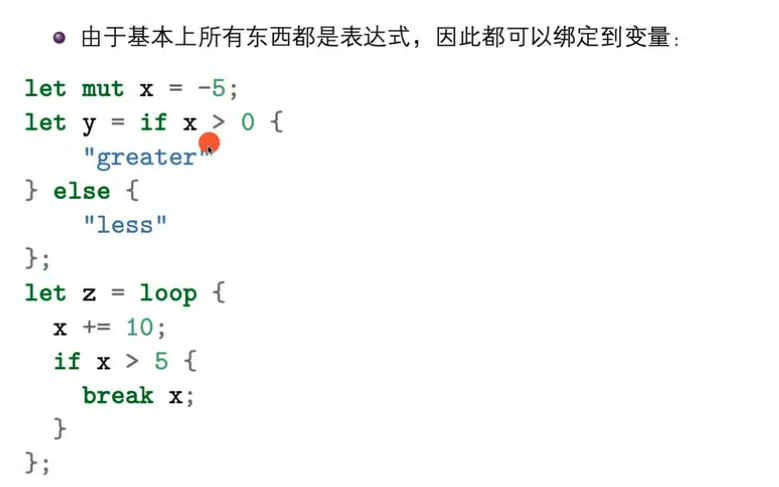 由于基本上所有东西都是表达式，因此都可以绑定到变量：
let mut x = -5;
let y = if x > 0 {
    "greater"
} else {
    "less"
};
let z = loop {
  x += 10;
  if x > 5 {
    break x;
  }
};